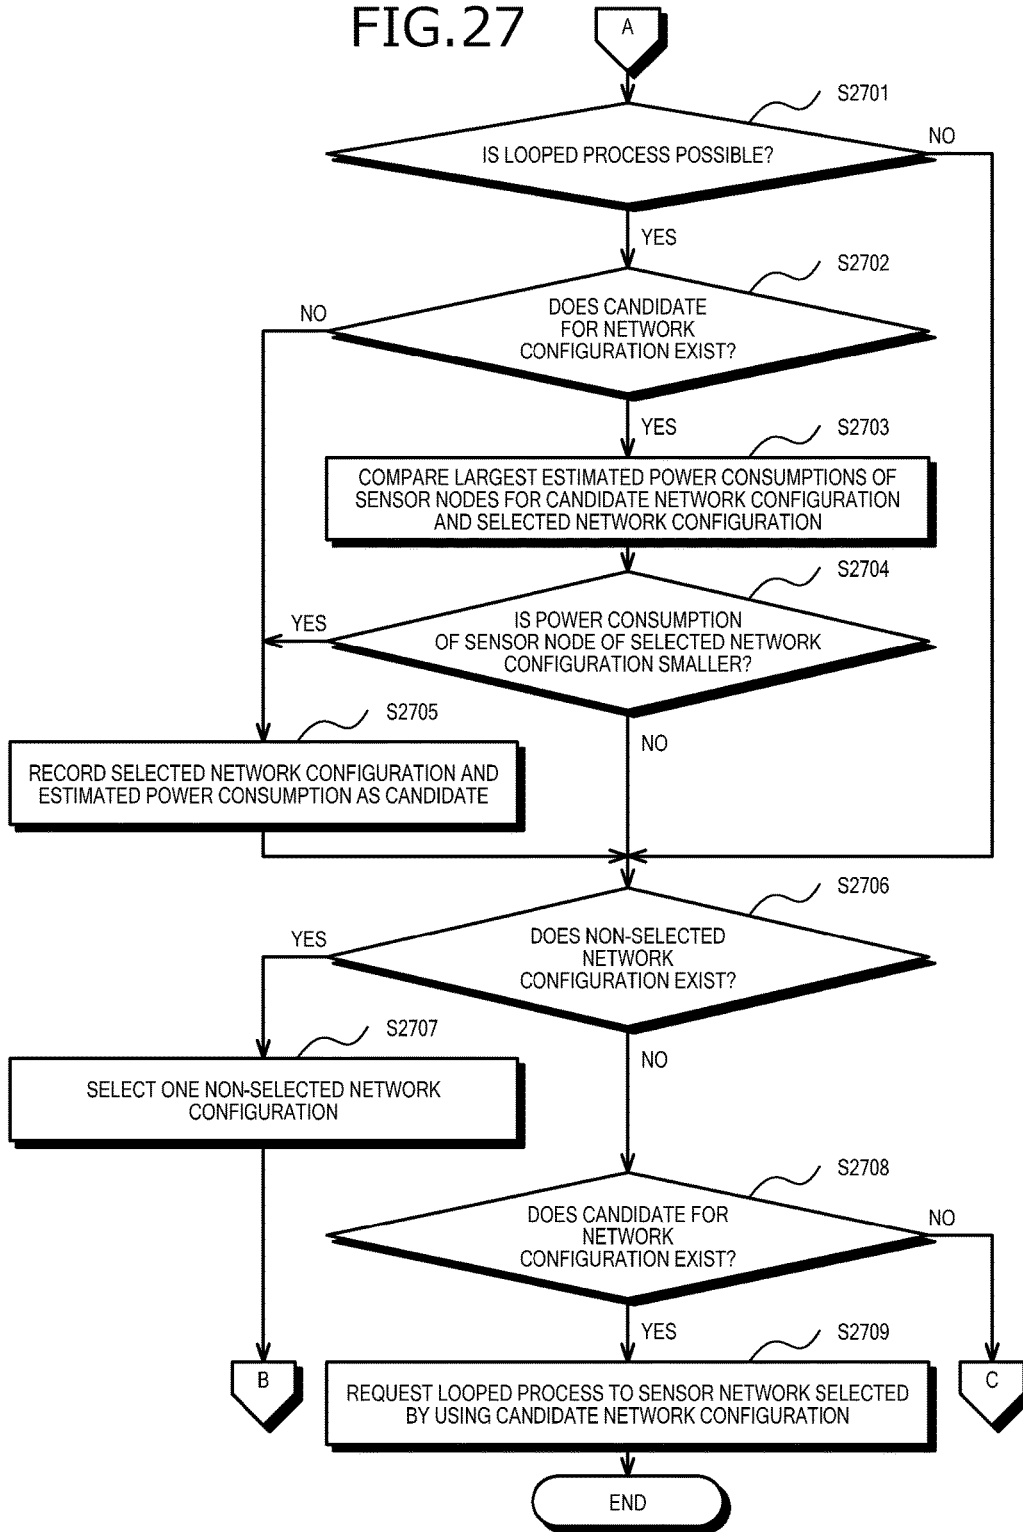 FIG.27
A
S2701
IS LOOPED PROCESS POSSIBLE?
NO
YES
S2702
DOES CANDIDATE
FOR NETWORK
CONFIGURATION EXIST?
NO
YES
S2703
COMPARE LARGEST ESTIMATED POWER CONSUMPTIONS OF
SENSOR NODES FOR CANDIDATE NETWORK CONFIGURATION
AND SELECTED NETWORK CONFIGURATION
S2704
IS POWER CONSUMPTION
OF SENSOR NODE OF SELECTED NETWORK
CONFIGURATION SMALLER?
YES
NO
S2705
RECORD SELECTED NETWORK CONFIGURATION AND
ESTIMATED POWER CONSUMPTION AS CANDIDATE
S2706
DOES NON-SELECTED
NETWORK
CONFIGURATION EXIST?
YES
NO
S2707
SELECT ONE NON-SELECTED NETWORK
CONFIGURATION
S2708
DOES CANDIDATE FOR
NETWORK
CONFIGURATION EXIST?
NO
YES
S2709
B
REQUEST LOOPED PROCESS TO SENSOR NETWORK SELECTED
BY USING CANDIDATE NETWORK CONFIGURATION
C
END